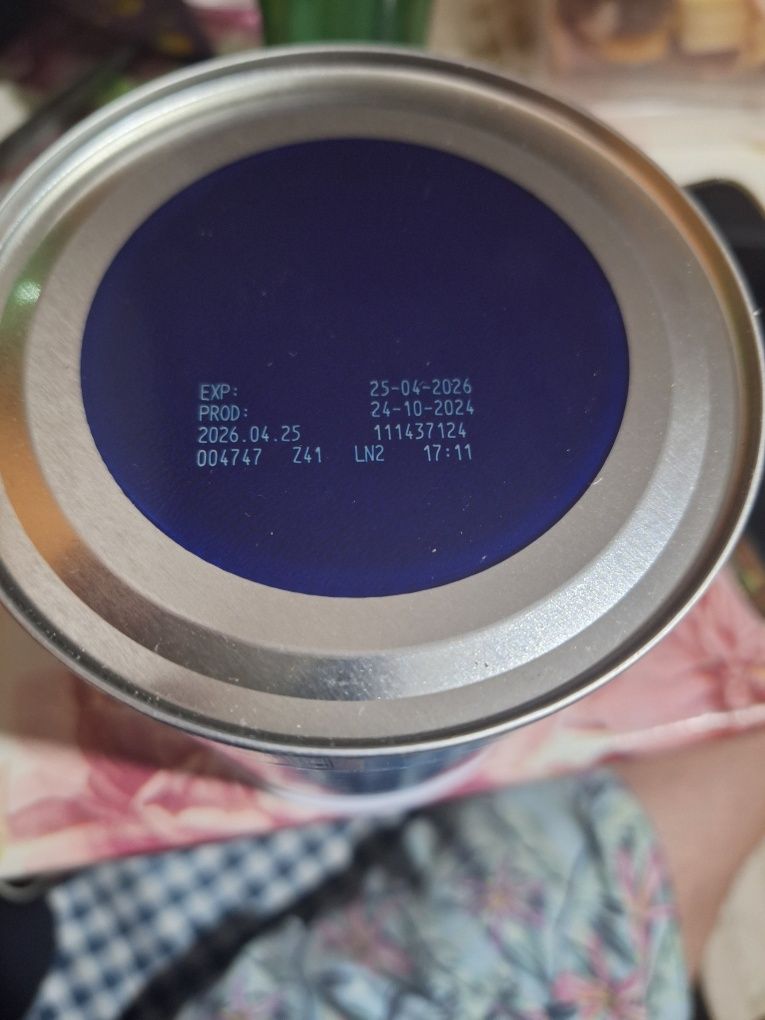 EXP: 25-04-2026
PROD: 24-10-2024
2026.04.25 111437124
004747 Z41 LN2 17:11